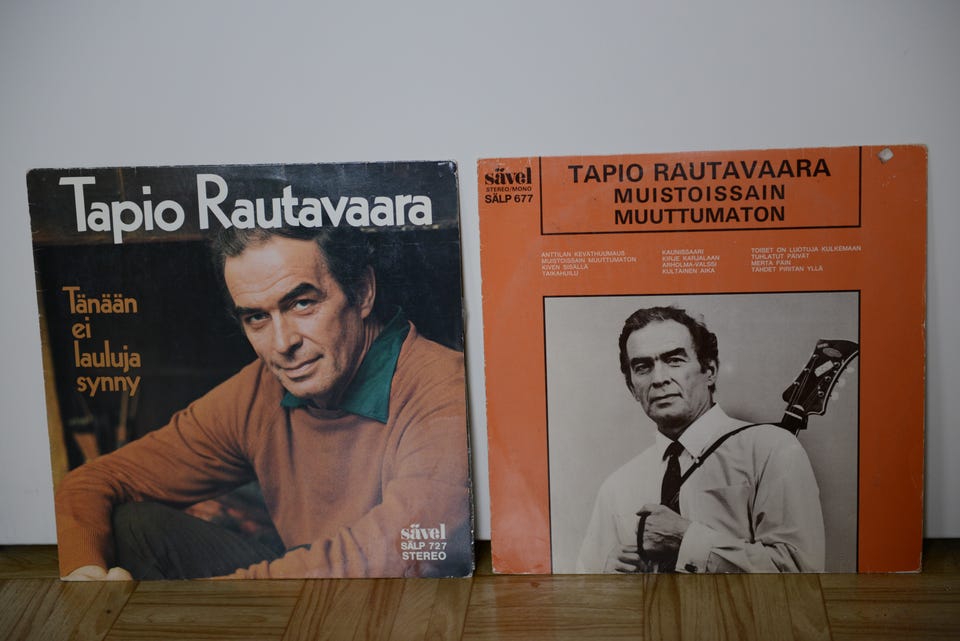 Tapio Rautavaara
Tänään
ei
lauluja
synny
sävel
SÄLP 727
STEREO
sävel
STEREO/MONO
SÄLP 677
TAPIO RAUTAVAARA
MUISTOISSAIN
MUUTTUMATON
ANTTILAN KEVÄTHUUMAUS
MUISTOISSAIN MUUTTUMATON
KIVEN SISÄLLÄ
TAIKAHUILU
KAUNISSAARI
KIRJE KARJALAAN
ARHOLMA-VALSSI
KULTAINEN AIKA
TOISET ON LUOTUJA KULKEMAAN
TUHLATUT PÄIVÄT
MERTA PÄIN
TÄHDET PIRITAN YLLÄ